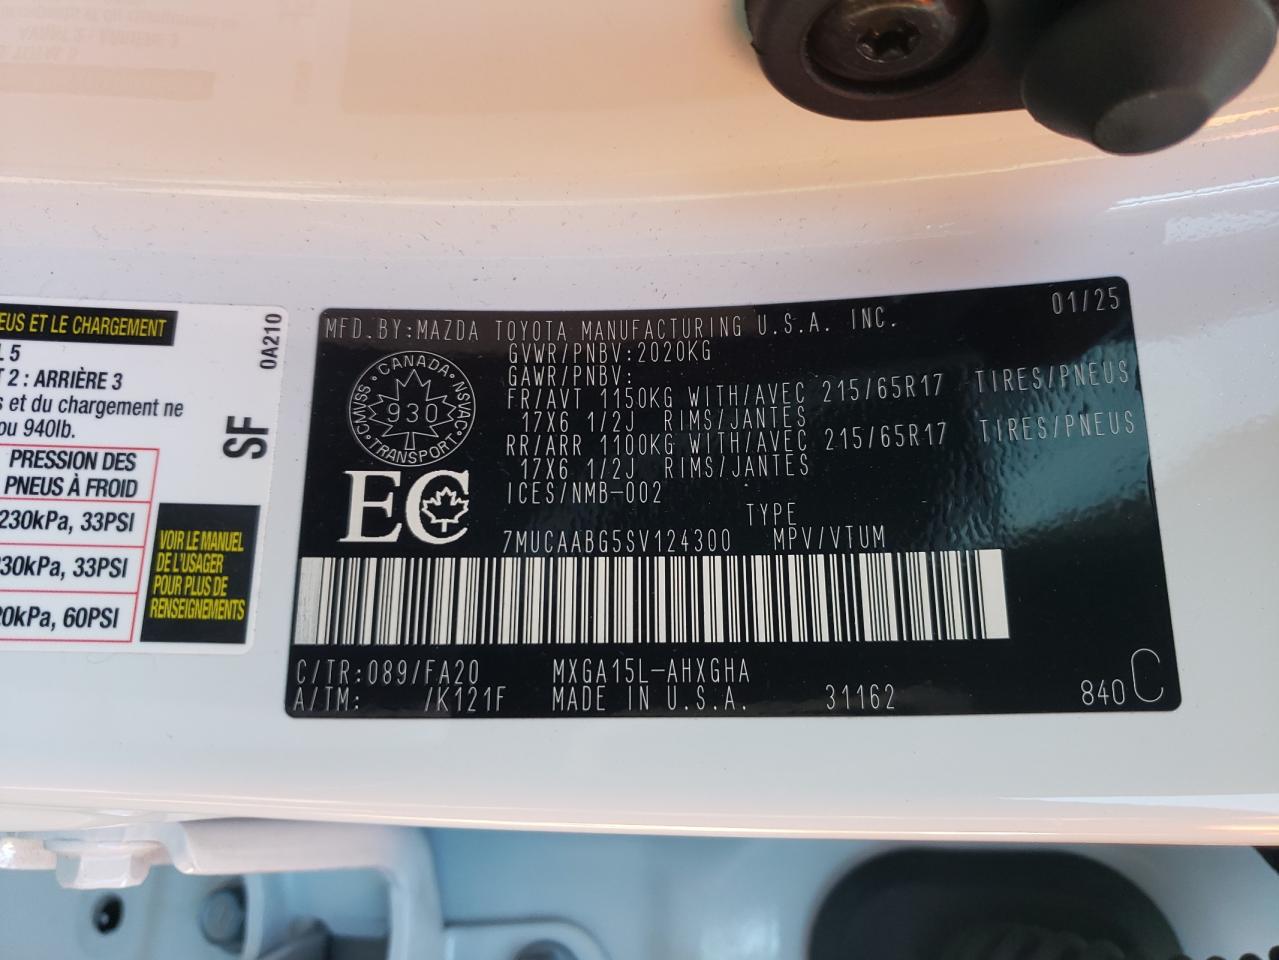 EUS ET LE CHARGEMENT
L 5
T 2 : ARRIÈRE 3
s et du chargement ne
ou 940lb.
PRESSION DES
PNEUS À FROID
230kPa, 33PSI
30kPa, 33PSI
20kPa, 60PSI
0A210
SF
VOIR LE MANUEL
DE L'USAGER
POUR PLUS DE
RENSEIGNEMENTS
MFD.BY:MAZDA TOYOTA MANUFACTURING U.S.A. INC. 01/25
GVWR/PNBV:2020KG
GAWR/PNBV:
FR/AVT 1150KG WITH/AVEC 215/65R17 TIRES/PNEUS
17X6 1/2J RIMS/JANTES
RR/ARR 1100KG WITH/AVEC 215/65R17 TIRES/PNEUS
17X6 1/2J RIMS/JANTES
ICES/NMB-002
CANADA
CMVSS 930 NSVAC
TRANSPORT
EC
TYPE
7MUCAABG5SV124300 MPV/VTUM
C/TR:089/FA20 MXGA15L-AHXGHA
A/TM: /K121F MADE IN U.S.A. 31162 840 C